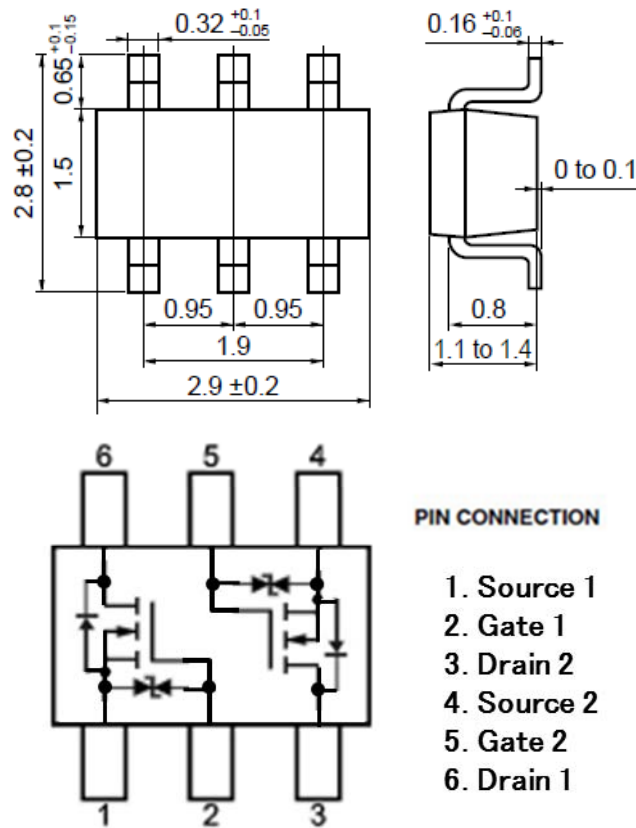 0.32 +0.1 -0.05
0.16 +0.1 -0.06
0.65 +0.1 -0.15
2.8 ±0.2
1.5
0 to 0.1
0.95
0.95
0.8
1.9
1.1 to 1.4
2.9 ±0.2
6
5
4
PIN CONNECTION
1. Source 1
2. Gate 1
3. Drain 2
4. Source 2
5. Gate 2
6. Drain 1
1
2
3